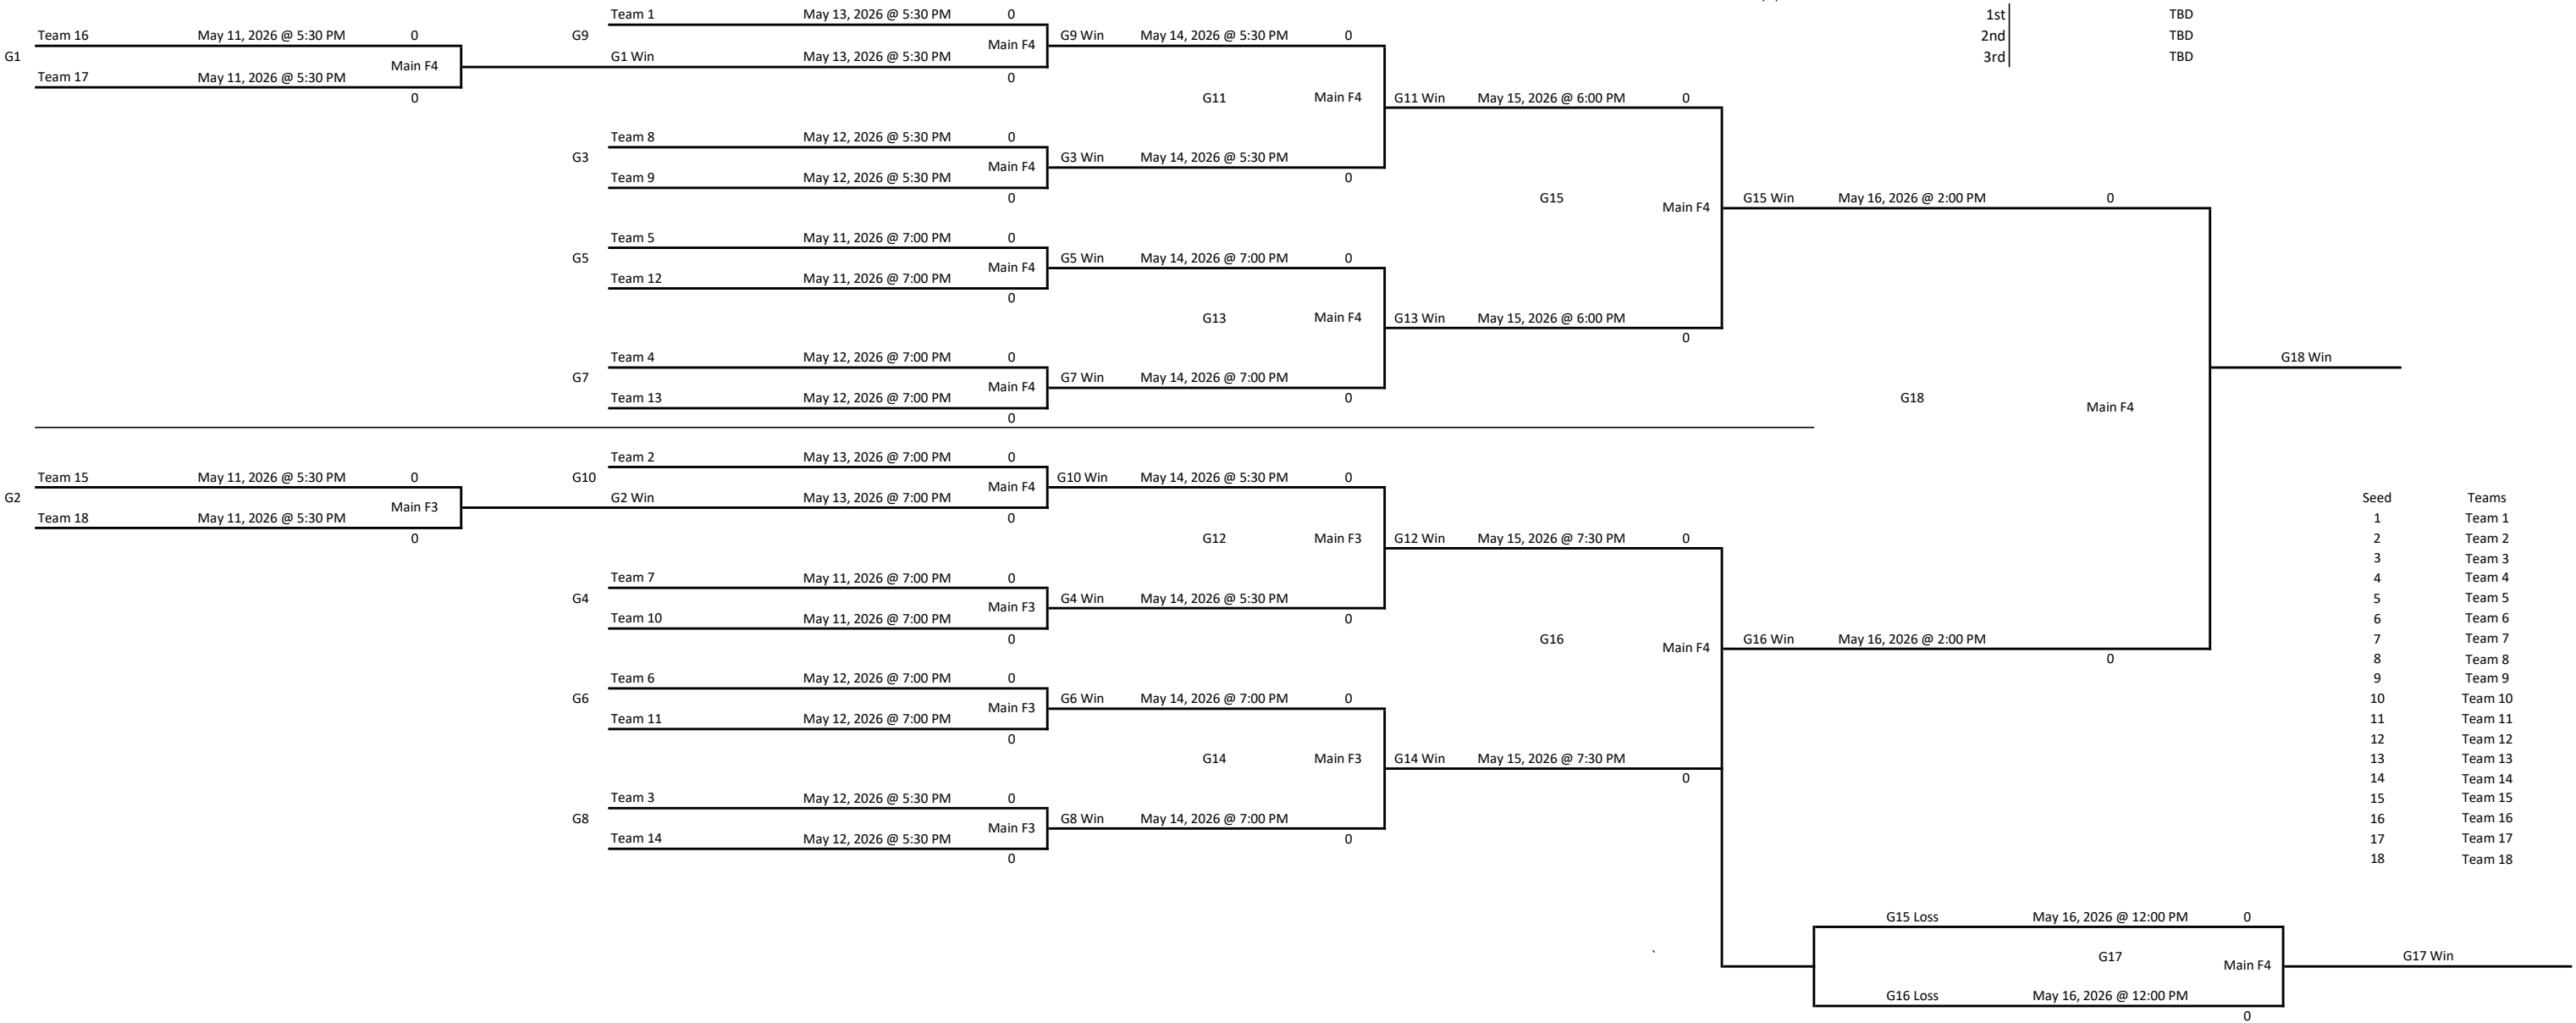 Team 1 May 13, 2026 @ 5:30 PM 0
1st TBD
Team 16 May 11, 2026 @ 5:30 PM 0
G9
G9 Win May 14, 2026 @ 5:30 PM 0
2nd TBD
Main F4
G1
G1 Win May 13, 2026 @ 5:30 PM
3rd TBD
Main F4
Team 17 May 11, 2026 @ 5:30 PM
0
0
G11 Main F4
G11 Win May 15, 2026 @ 6:00 PM 0
Team 8 May 12, 2026 @ 5:30 PM 0
G3
G3 Win May 14, 2026 @ 5:30 PM
Main F4
Team 9 May 12, 2026 @ 5:30 PM
0
0
G15
Main F4
G15 Win May 16, 2026 @ 2:00 PM 0
Team 5 May 11, 2026 @ 7:00 PM 0
G5
G5 Win May 14, 2026 @ 7:00 PM 0
Main F4
Team 12 May 11, 2026 @ 7:00 PM
0
G13 Main F4
G13 Win May 15, 2026 @ 6:00 PM
0
Team 4 May 12, 2026 @ 7:00 PM 0
G18 Win
G7
G7 Win May 14, 2026 @ 7:00 PM
Main F4
Team 13 May 12, 2026 @ 7:00 PM
0
G18
Main F4
0
Team 2 May 13, 2026 @ 7:00 PM 0
Team 15 May 11, 2026 @ 5:30 PM 0
G10
G10 Win May 14, 2026 @ 5:30 PM 0
Main F4
G2
G2 Win May 13, 2026 @ 7:00 PM
Seed Teams
Main F3
Team 18 May 11, 2026 @ 5:30 PM
0
1 Team 1
0
G12 Main F3
G12 Win May 15, 2026 @ 7:30 PM 0
2 Team 2
3 Team 3
Team 7 May 11, 2026 @ 7:00 PM 0
4 Team 4
G4
G4 Win May 14, 2026 @ 5:30 PM
5 Team 5
Main F3
Team 10 May 11, 2026 @ 7:00 PM
0
6 Team 6
0
G16
Main F4
G16 Win May 16, 2026 @ 2:00 PM
7 Team 7
0
8 Team 8
Team 6 May 12, 2026 @ 7:00 PM 0
9 Team 9
G6
G6 Win May 14, 2026 @ 7:00 PM 0
10 Team 10
Main F3
Team 11 May 12, 2026 @ 7:00 PM
11 Team 11
0
12 Team 12
G14 Main F3
G14 Win May 15, 2026 @ 7:30 PM
13 Team 13
0
14 Team 14
Team 3 May 12, 2026 @ 5:30 PM 0
15 Team 15
G8
G8 Win May 14, 2026 @ 7:00 PM
16 Team 16
Main F3
Team 14 May 12, 2026 @ 5:30 PM
0
17 Team 17
0
18 Team 18
G15 Loss May 16, 2026 @ 12:00 PM 0
`
G17
Main F4
G17 Win
G16 Loss May 16, 2026 @ 12:00 PM
0